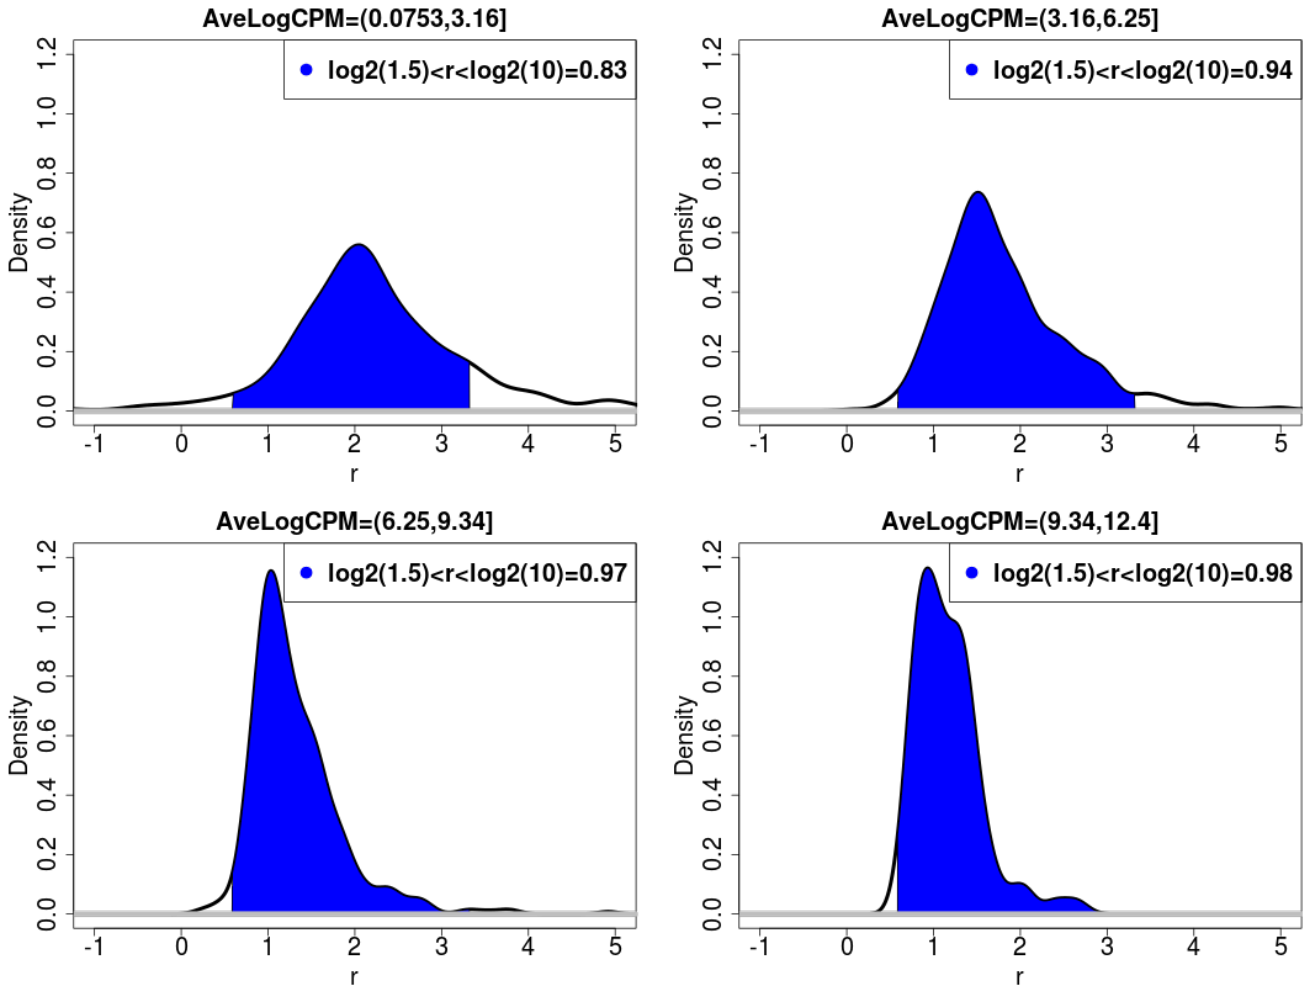 AveLogCPM=(0.0753,3.16]
log2(1.5)<r<log2(10)=0.83
Density
0.0 0.2 0.4 0.6 0.8 1.0 1.2
-1 0 1 2 3 4 5
r
AveLogCPM=(3.16,6.25]
log2(1.5)<r<log2(10)=0.94
Density
0.0 0.2 0.4 0.6 0.8 1.0 1.2
-1 0 1 2 3 4 5
r
AveLogCPM=(6.25,9.34]
log2(1.5)<r<log2(10)=0.97
Density
0.0 0.2 0.4 0.6 0.8 1.0 1.2
-1 0 1 2 3 4 5
r
AveLogCPM=(9.34,12.4]
log2(1.5)<r<log2(10)=0.98
Density
0.0 0.2 0.4 0.6 0.8 1.0 1.2
-1 0 1 2 3 4 5
r